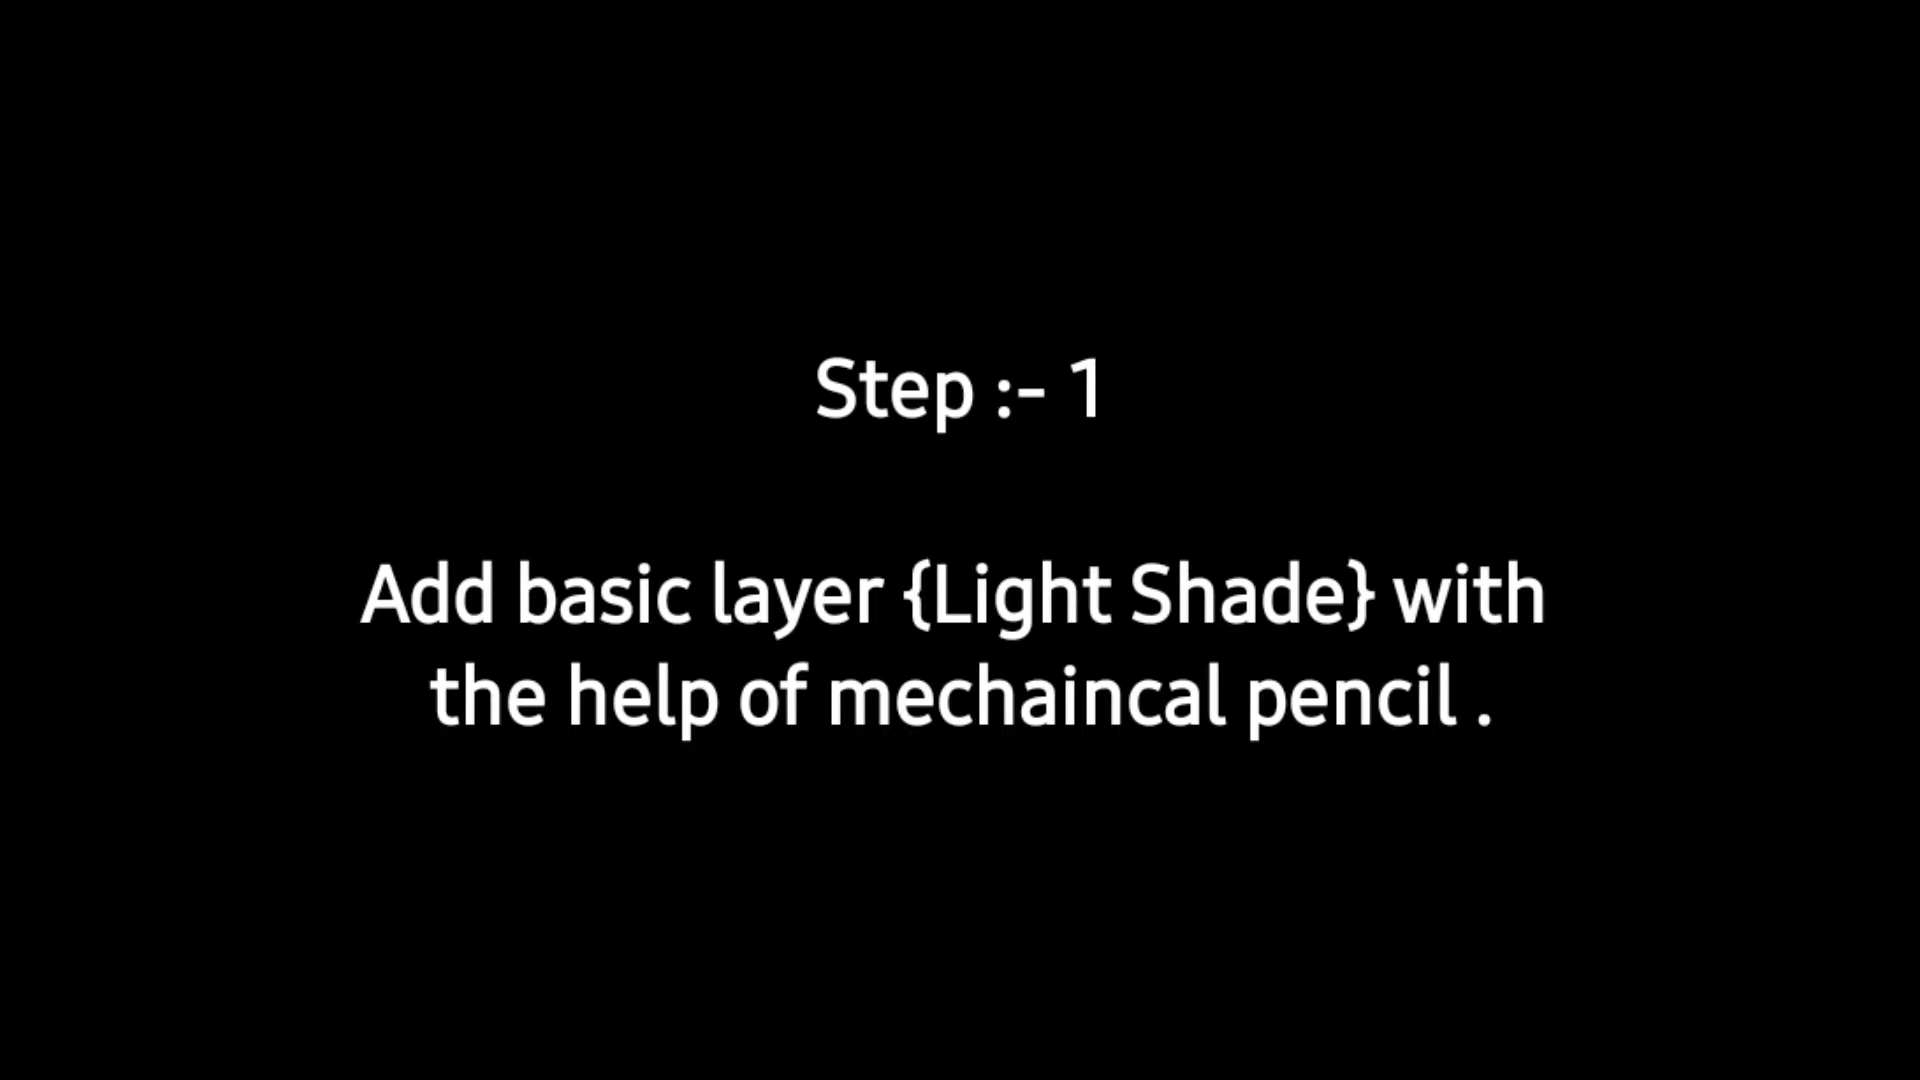 Step :- 1
Add basic layer {Light Shade} with
the help of mechaincal pencil .